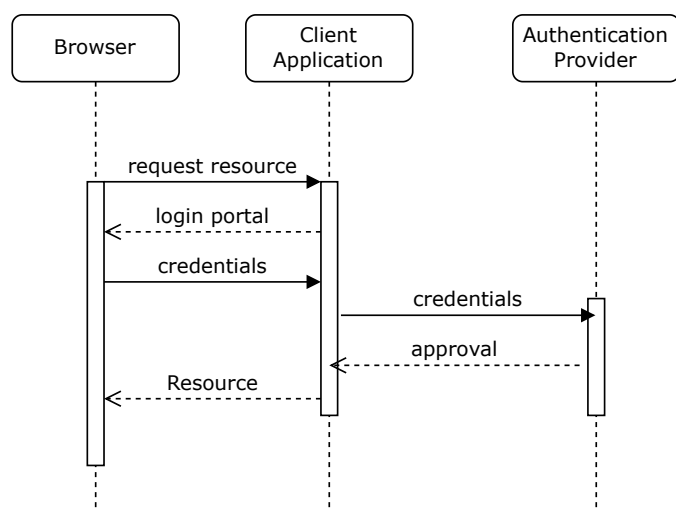 Browser
Client
Application
Authentication
Provider
request resource
login portal
credentials
credentials
approval
Resource